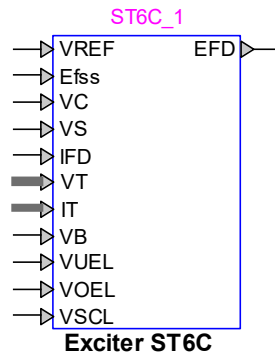 ST6C_1
VREF EFD
Efss
VC
VS
IFD
VT
IT
VB
VUEL
VOEL
VSCL
Exciter ST6C